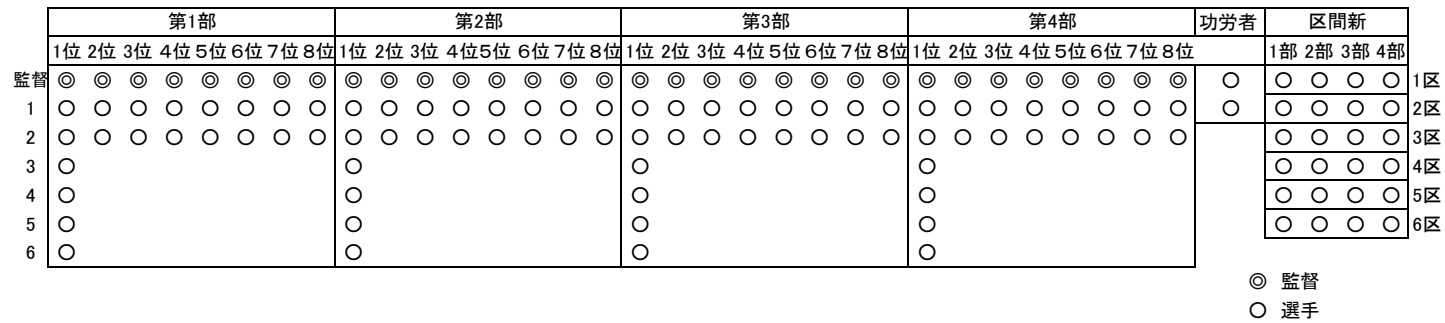 第1部 第2部 第3部 第4部 功労者 区間新
1位 2位 3位 4位 5位 6位 7位 8位 1位 2位 3位 4位 5位 6位 7位 8位 1位 2位 3位 4位 5位 6位 7位 8位 1位 2位 3位 4位 5位 6位 7位 8位 1部 2部 3部 4部
監督 ◎ ◎ ◎ ◎ ◎ ◎ ◎ ◎ ◎ ◎ ◎ ◎ ◎ ◎ ◎ ◎ ◎ ◎ ◎ ◎ ◎ ◎ ◎ ◎ ◎ ◎ ◎ ◎ ◎ ◎ ◎ ◎ ○ ○ ○ ○ ○ 1区
1 ○ ○ ○ ○ ○ ○ ○ ○ ○ ○ ○ ○ ○ ○ ○ ○ ○ ○ ○ ○ ○ ○ ○ ○ ○ ○ ○ ○ ○ ○ ○ ○ ○ ○ ○ ○ ○ 2区
2 ○ ○ ○ ○ ○ ○ ○ ○ ○ ○ ○ ○ ○ ○ ○ ○ ○ ○ ○ ○ ○ ○ ○ ○ ○ ○ ○ ○ ○ ○ ○ ○ ○ ○ ○ ○ 3区
3 ○ ○ ○ ○ ○ ○ ○ ○ 4区
4 ○ ○ ○ ○ ○ ○ ○ ○ 5区
5 ○ ○ ○ ○ ○ ○ ○ ○ 6区
6 ○ ○ ○ ○
◎ 監督
○ 選手